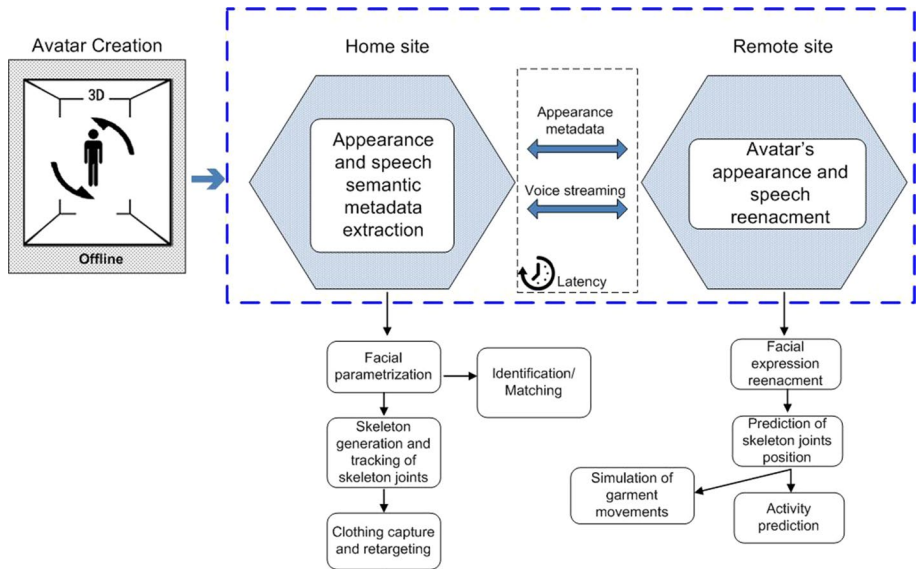 Avatar Creation
3D
Offline
Home site
Remote site
Appearance
and speech
semantic
metadata
extraction
Appearance
metadata
Voice streaming
Latency
Avatar's
appearance and
speech
reenacment
Facial
parametrization
Identification/
Matching
Skeleton
generation and
tracking of
skeleton joints
Clothing capture
and retargeting
Facial
expression
reenacment
Prediction of
skeleton joints
position
Simulation of
garment
movements
Activity
prediction